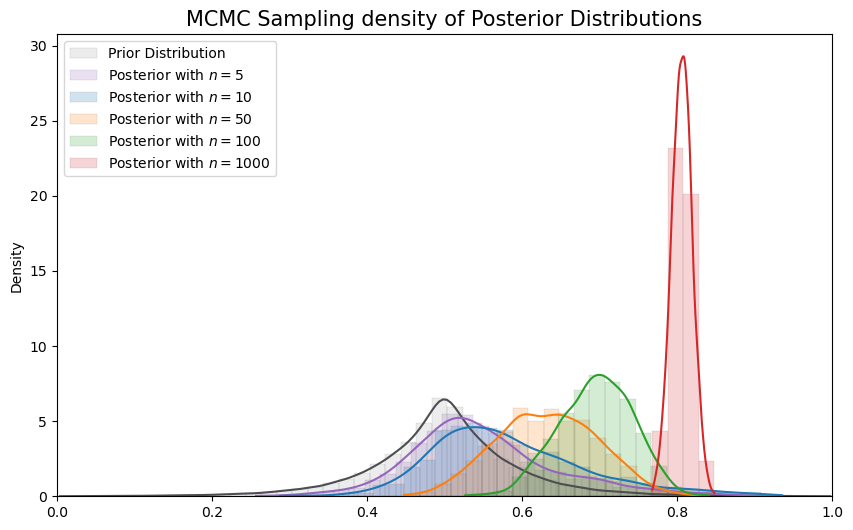 MCMC Sampling density of Posterior Distributions
30
25
20
15
10
5
0
Density
Prior Distribution
Posterior with n = 5
Posterior with n = 10
Posterior with n = 50
Posterior with n = 100
Posterior with n = 1000
0.0 0.2 0.4 0.6 0.8 1.0